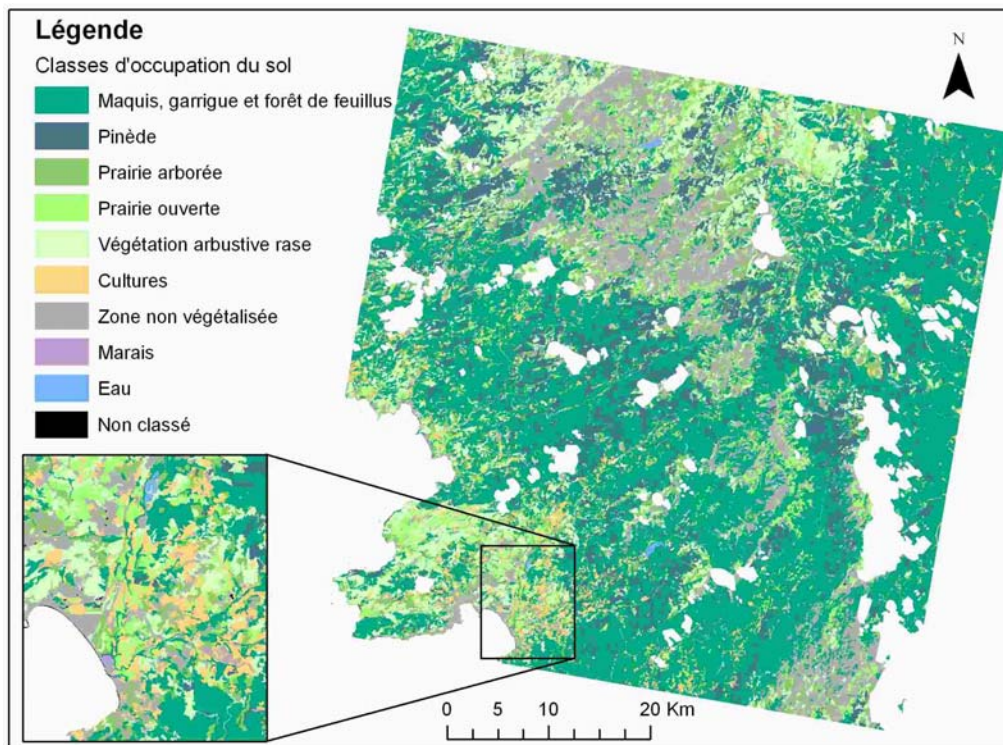 Légende
Classes d'occupation du sol
Maquis, garrigue et forêt de feuillus
Pinède
Prairie arborée
Prairie ouverte
Végétation arbustive rase
Cultures
Zone non végétalisée
Marais
Eau
Non classé
N
0 5 10 20 Km